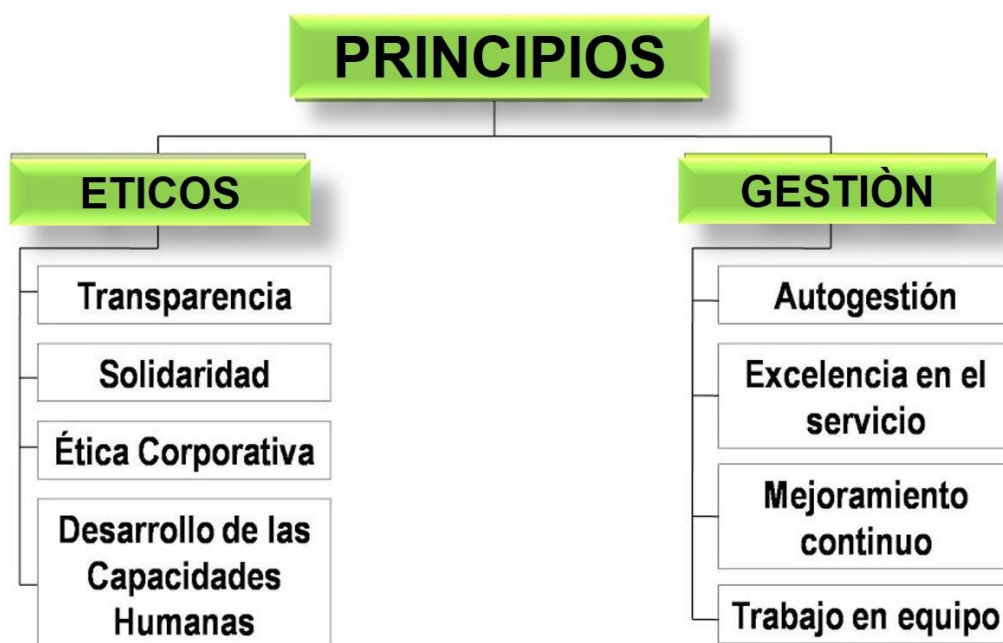 PRINCIPIOS
ETICOS
Transparencia
Solidaridad
Ética Corporativa
Desarrollo de las
Capacidades
Humanas
GESTIÒN
Autogestión
Excelencia en el
servicio
Mejoramiento
continuo
Trabajo en equipo